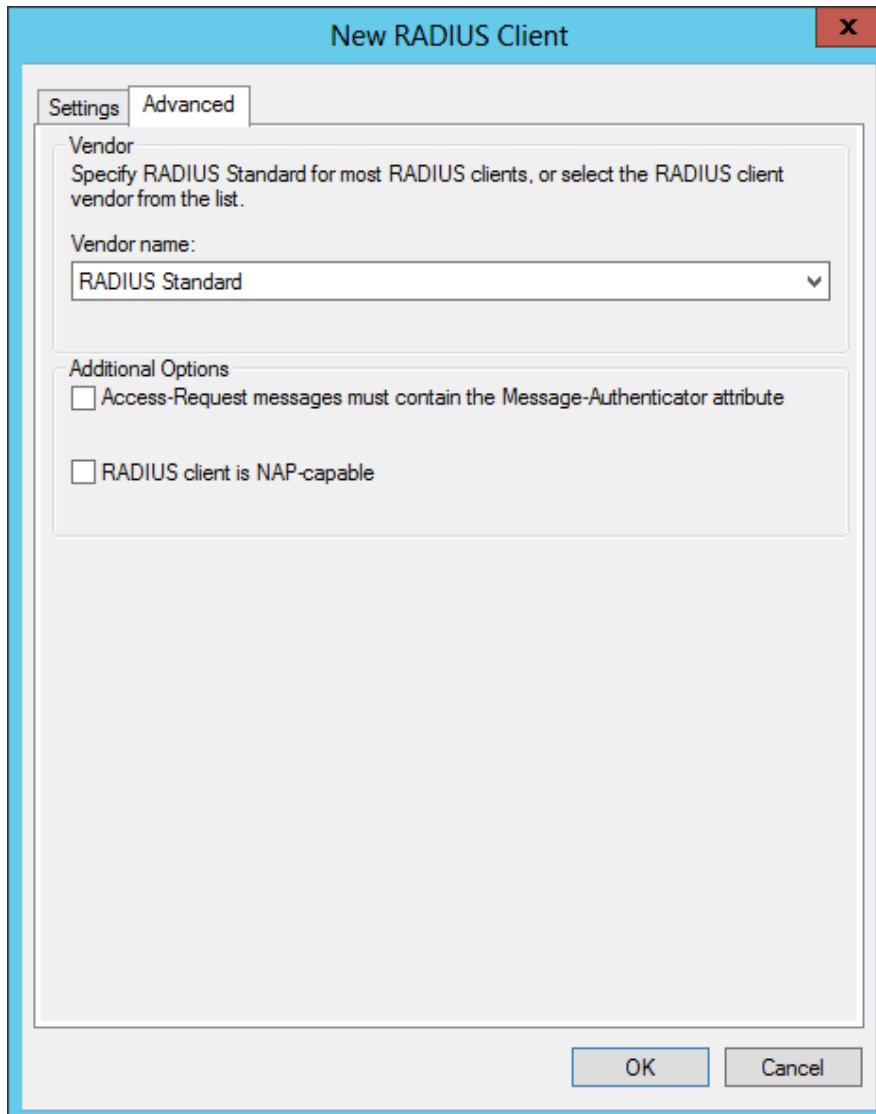 New RADIUS Client
x
Settings
Advanced
Vendor
Specify RADIUS Standard for most RADIUS clients, or select the RADIUS client
vendor from the list.
Vendor name:
RADIUS Standard
Additional Options
Access-Request messages must contain the Message-Authenticator attribute
RADIUS client is NAP-capable
OK
Cancel